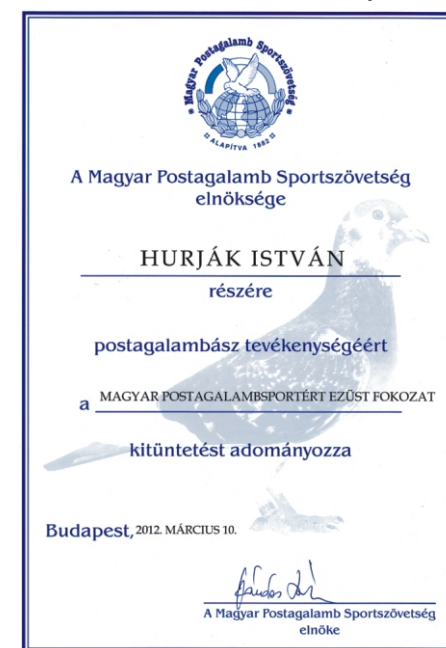 Magyar Postagalamb Sportszövetség
ALAPÍTVA 1882
A Magyar Postagalamb Sportszövetség
elnöksége
HURJÁK ISTVÁN
részére
postagalambász tevékenységéért
a MAGYAR POSTAGALAMBSPORTÉRT EZÜST FOKOZAT
kitüntetést adományozza
Budapest, 2012. MÁRCIUS 10.
A Magyar Postagalamb Sportszövetség
elnöke